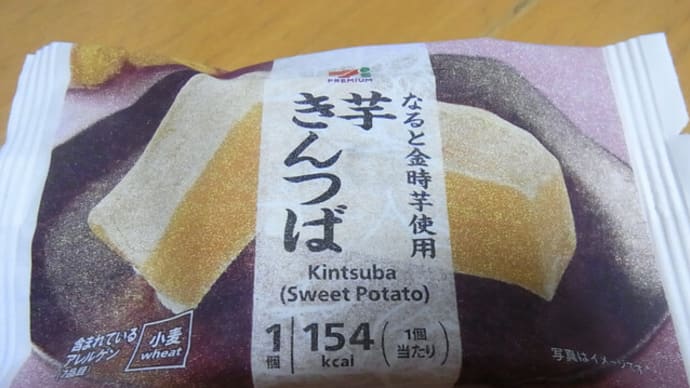 PREMIUM
なると金時芋使用
芋きんつば
Kintsuba
(Sweet Potato)
1個
154 kcal
(1個当たり)
含まれている
アレルゲン
小麦
wheat
写真はイメージです。